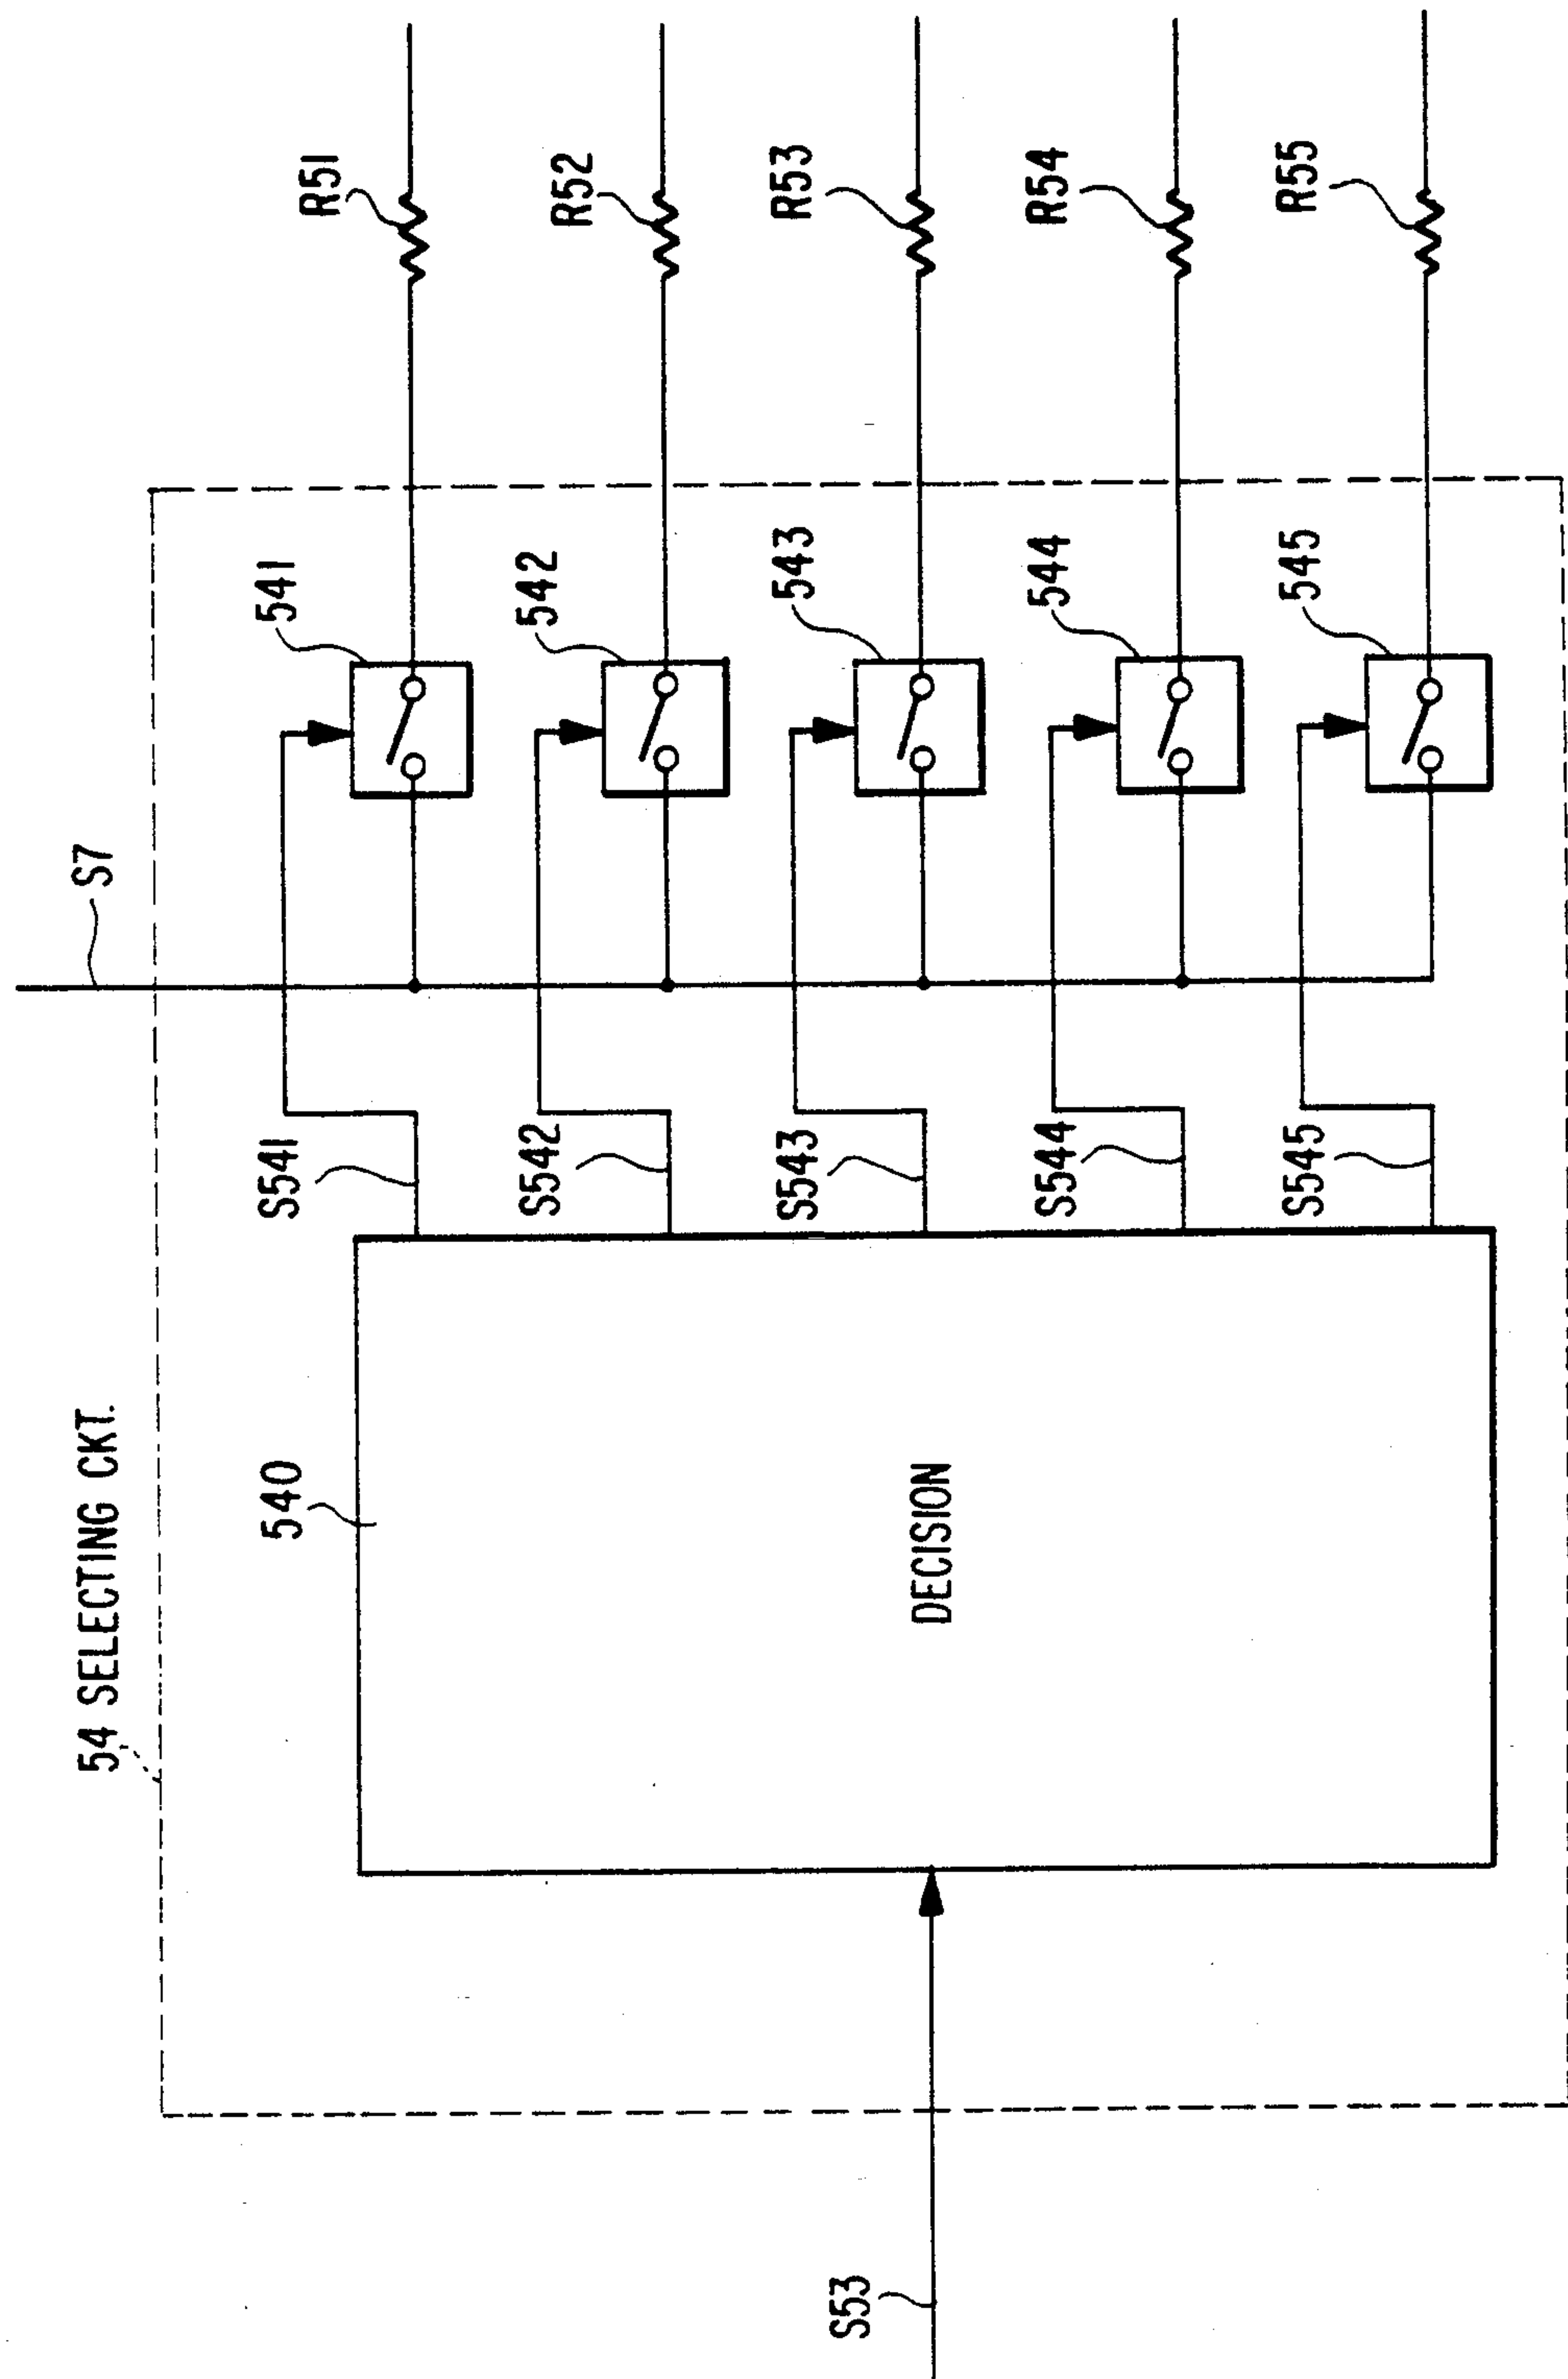 54 SELECTING CKT.
S7
540
DECISION
S53
S541
S542
S543
S544
S545
541
542
543
544
545
R51
R52
R53
R54
R55